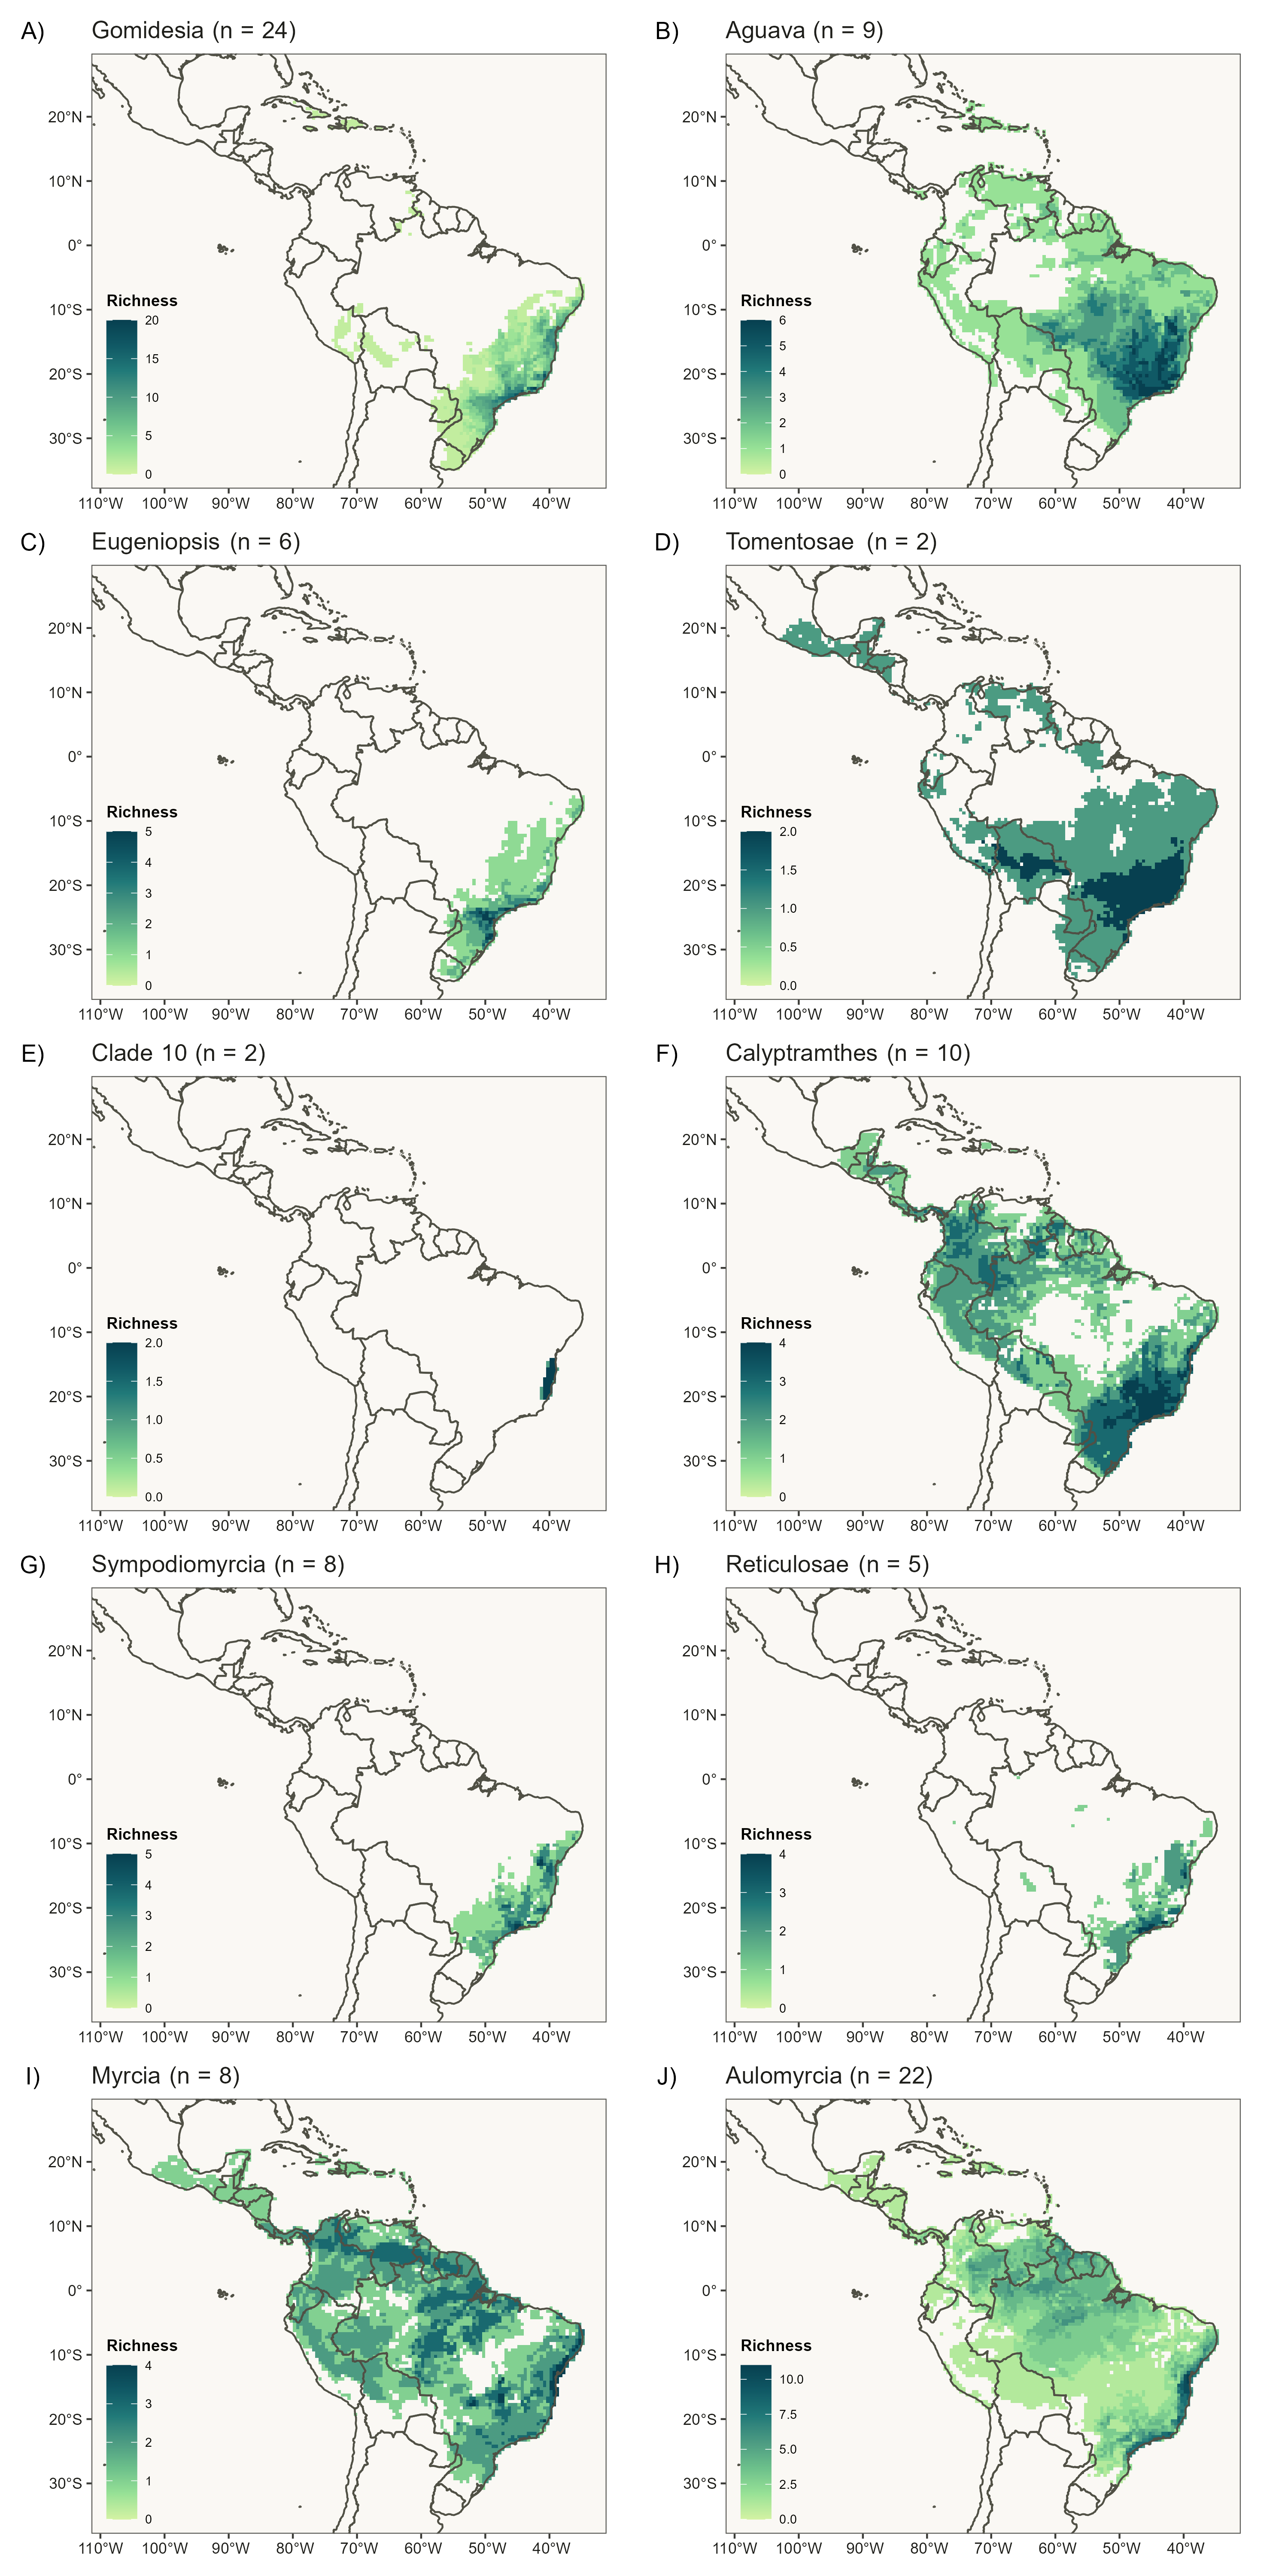 A) Gomidesia (n = 24)
20°N
10°N
0°
10°S
20°S
30°S
Richness
20
15
10
5
0
110°W 100°W 90°W 80°W 70°W 60°W 50°W 40°W
B) Aguava (n = 9)
20°N
10°N
0°
10°S
20°S
30°S
Richness
6
5
4
3
2
1
0
110°W 100°W 90°W 80°W 70°W 60°W 50°W 40°W
C) Eugeniopsis (n = 6)
20°N
10°N
0°
10°S
20°S
30°S
Richness
5
4
3
2
1
0
110°W 100°W 90°W 80°W 70°W 60°W 50°W 40°W
D) Tomentosae (n = 2)
20°N
10°N
0°
10°S
20°S
30°S
Richness
2.0
1.5
1.0
0.5
0.0
110°W 100°W 90°W 80°W 70°W 60°W 50°W 40°W
E) Clade 10 (n = 2)
20°N
10°N
0°
10°S
20°S
30°S
Richness
2.0
1.5
1.0
0.5
0.0
110°W 100°W 90°W 80°W 70°W 60°W 50°W 40°W
F) Calyptramthes (n = 10)
20°N
10°N
0°
10°S
20°S
30°S
Richness
4
3
2
1
0
110°W 100°W 90°W 80°W 70°W 60°W 50°W 40°W
G) Sympodiomyrcia (n = 8)
20°N
10°N
0°
10°S
20°S
30°S
Richness
5
4
3
2
1
0
110°W 100°W 90°W 80°W 70°W 60°W 50°W 40°W
H) Reticulosae (n = 5)
20°N
10°N
0°
10°S
20°S
30°S
Richness
4
3
2
1
0
110°W 100°W 90°W 80°W 70°W 60°W 50°W 40°W
I) Myrcia (n = 8)
20°N
10°N
0°
10°S
20°S
30°S
Richness
4
3
2
1
0
110°W 100°W 90°W 80°W 70°W 60°W 50°W 40°W
J) Aulomyrcia (n = 22)
20°N
10°N
0°
10°S
20°S
30°S
Richness
10.0
7.5
5.0
2.5
0.0
110°W 100°W 90°W 80°W 70°W 60°W 50°W 40°W